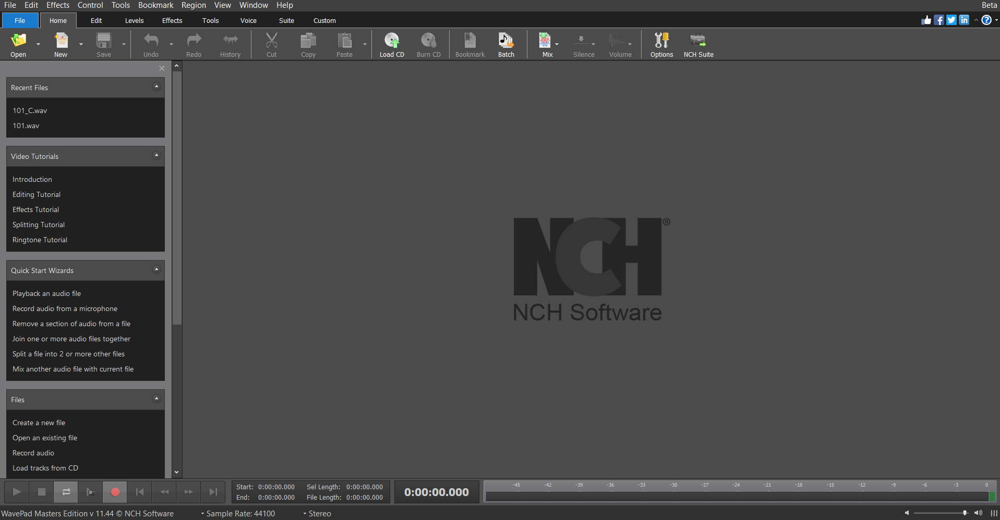 File Edit Effects Control Tools Bookmark Region View Window Help Beta
File Home Edit Levels Effects Tools Voice Suite Custom
Open New Save Undo Redo History Cut Copy Paste Load CD Burn CD Bookmark Batch Mix Silence Volume Options NCH Suite
Recent Files
101_C.wav
101.wav
Video Tutorials
Introduction
Editing Tutorial
Effects Tutorial
Splitting Tutorial
Ringtone Tutorial
Quick Start Wizards
Playback an audio file
Record audio from a microphone
Remove a section of audio from a file
Join one or more audio files together
Split a file into 2 or more other files
Mix another audio file with current file
Files
Create a new file
Open an existing file
Record audio
Load tracks from CD
NCH®
NCH Software
Start: 0:00:00.000 Sel Length: 0:00:00.000
End: 0:00:00.000 File Length: 0:00:00.000
0:00:00.000
-45 -42 -39 -36 -33 -30 -27 -24 -21 -18 -15 -12 -9 -6 -3 0
WavePad Masters Edition v 11.44 © NCH Software Sample Rate: 44100 Stereo